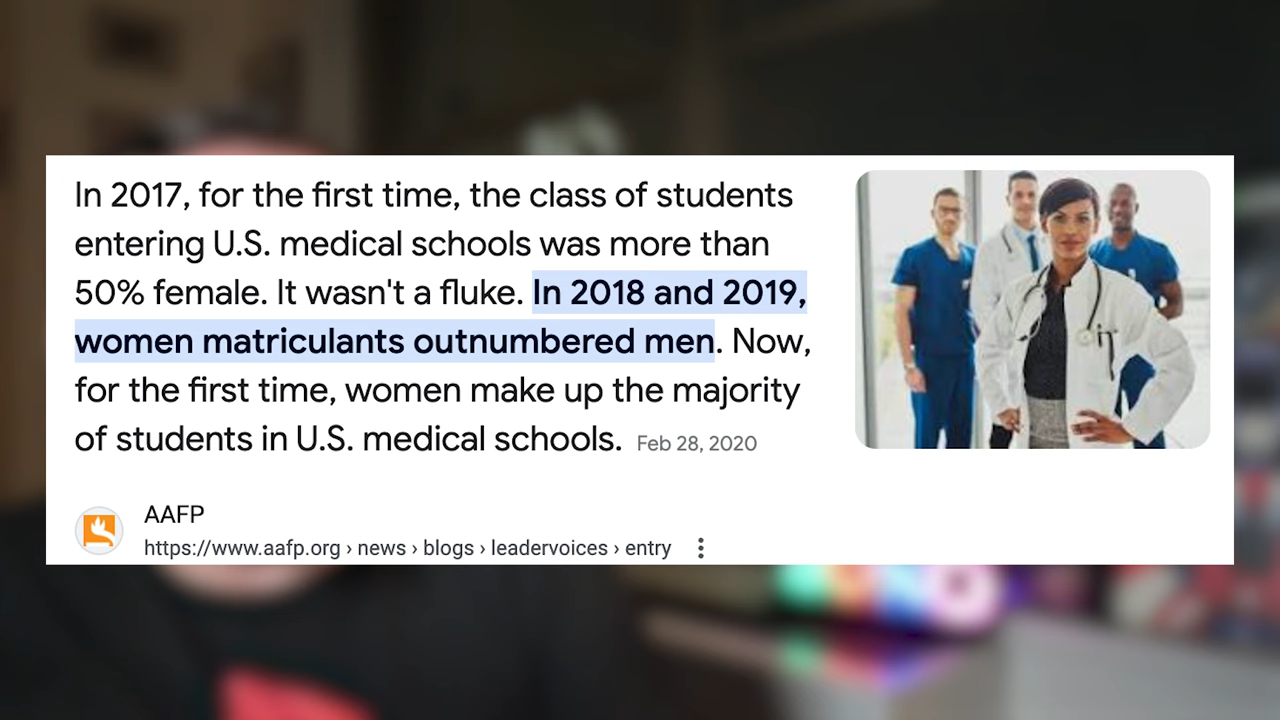 In 2017, for the first time, the class of students
entering U.S. medical schools was more than
50% female. It wasn't a fluke. In 2018 and 2019,
women matriculants outnumbered men. Now,
for the first time, women make up the majority
of students in U.S. medical schools. Feb 28, 2020
AAFP
https://www.aafp.org › news › blogs › leadervoices › entry